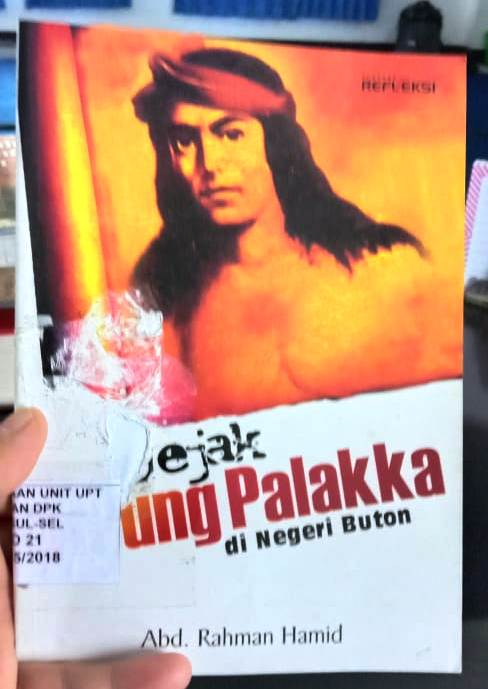 REFLEKSI
Jejak
ung Palakka
di Negeri Buton
AN UNIT UPT
AN DPK
UL-SEL
21
5/2018
Abd. Rahman Hamid